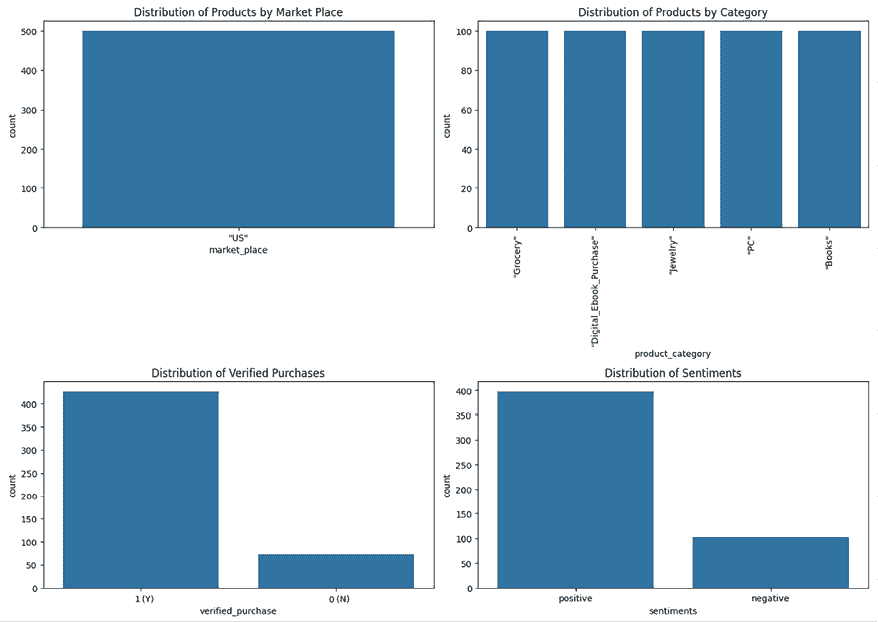 Distribution of Products by Market Place
500
400
300
200
100
0
count
"US"
market_place
Distribution of Products by Category
100
80
60
40
20
0
count
"Grocery"
"Digital_Ebook_Purchase"
"Jewelry"
"PC"
"Books"
product_category
Distribution of Verified Purchases
400
350
300
250
200
150
100
50
0
count
1 (Y)
0 (N)
verified_purchase
Distribution of Sentiments
400
350
300
250
200
150
100
50
0
count
positive
negative
sentiments